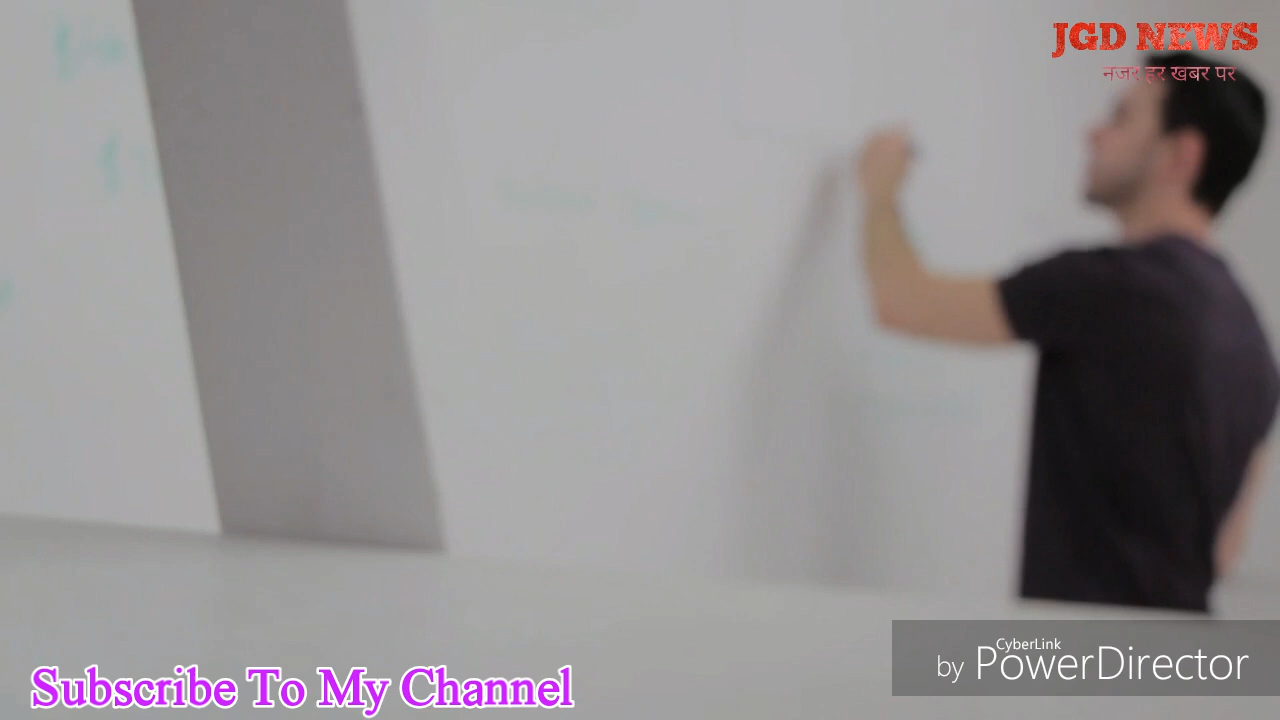 JGD NEWS
नजर हर खबर पर
CyberLink
by PowerDirector
Subscribe To My Channel